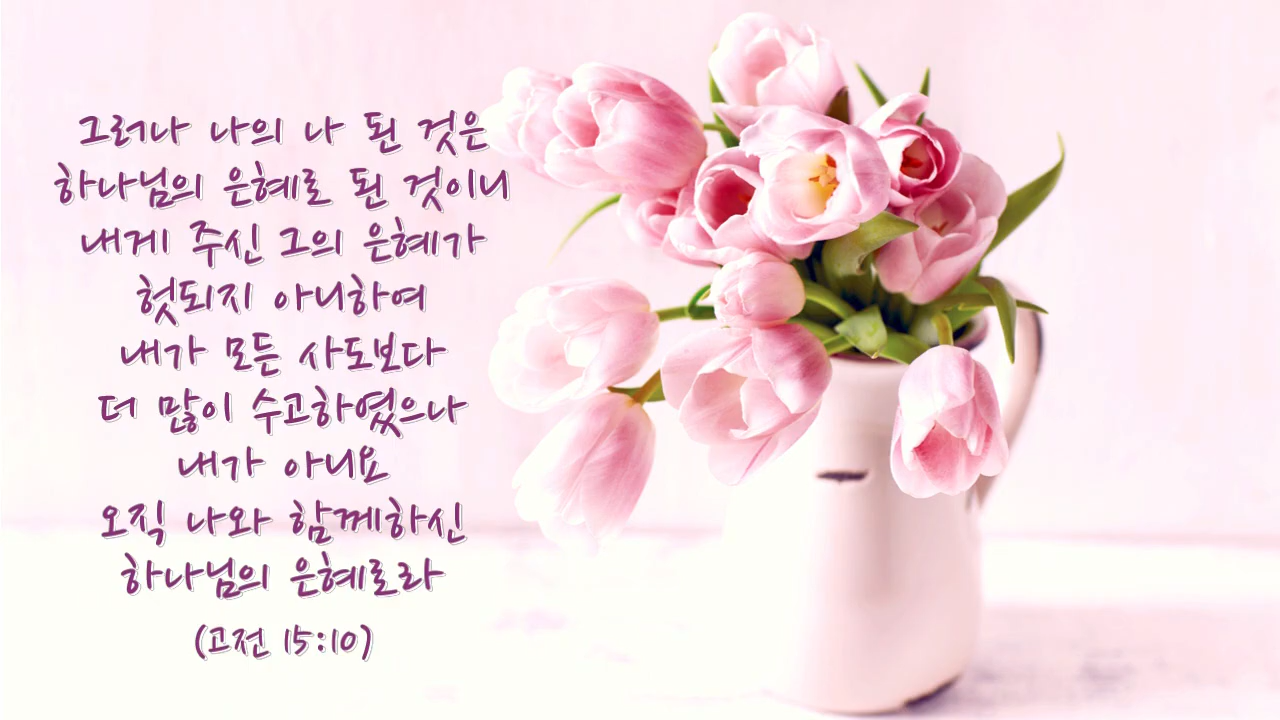 그러나 나의 나 된 것은
하나님의 은혜로 된 것이니
내게 주신 그의 은혜가
헛되지 아니하여
내가 모든 사도보다
더 많이 수고하였으나
내가 아니요
오직 나와 함께하신
하나님의 은혜로라
(고전 15:10)